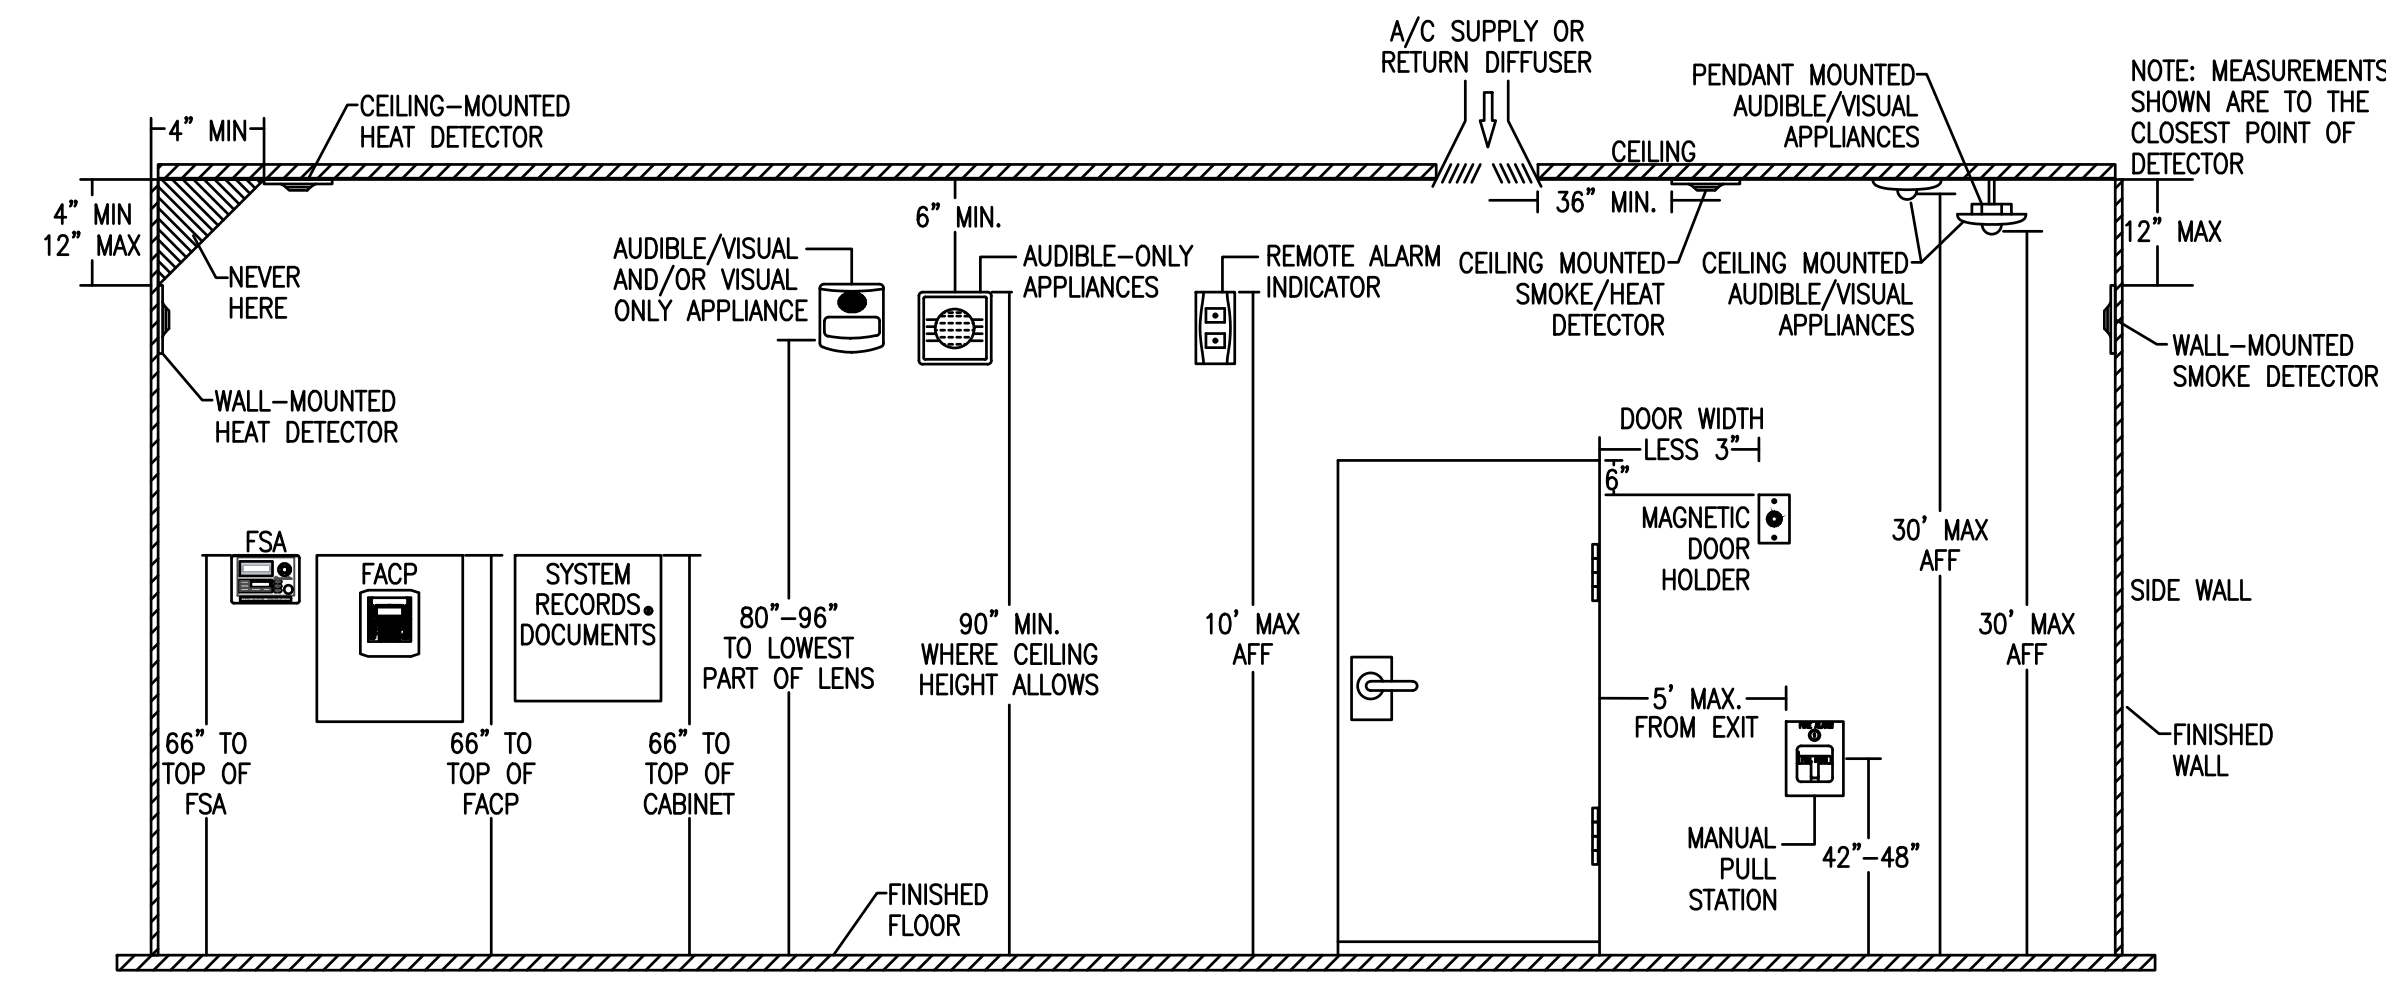 A/C SUPPLY OR
RETURN DIFFUSER
PENDANT MOUNTED
AUDIBLE/VISUAL
APPLIANCES
NOTE: MEASUREMENTS
SHOWN ARE TO THE
CLOSEST POINT OF
DETECTOR
4" MIN
CEILING-MOUNTED
HEAT DETECTOR
CEILING
4" MIN
12" MAX
6" MIN.
36" MIN.
12" MAX
NEVER
HERE
AUDIBLE/VISUAL
AND/OR VISUAL
ONLY APPLIANCE
AUDIBLE-ONLY
APPLIANCES
REMOTE ALARM
INDICATOR
CEILING MOUNTED
SMOKE/HEAT
DETECTOR
CEILING MOUNTED
AUDIBLE/VISUAL
APPLIANCES
WALL-MOUNTED
SMOKE DETECTOR
WALL-MOUNTED
HEAT DETECTOR
DOOR WIDTH
LESS 3"
6"
MAGNETIC
DOOR
HOLDER
30' MAX
AFF
FSA
FACP
SYSTEM
RECORDS
DOCUMENTS
80"-96"
TO LOWEST
PART OF LENS
90" MIN.
WHERE CEILING
HEIGHT ALLOWS
10' MAX
AFF
30' MAX
AFF
SIDE WALL
5' MAX.
FROM EXIT
66" TO
TOP OF
FSA
66" TO
TOP OF
FACP
66" TO
TOP OF
CABINET
FINISHED
WALL
MANUAL
PULL
STATION
42"-48"
FINISHED
FLOOR